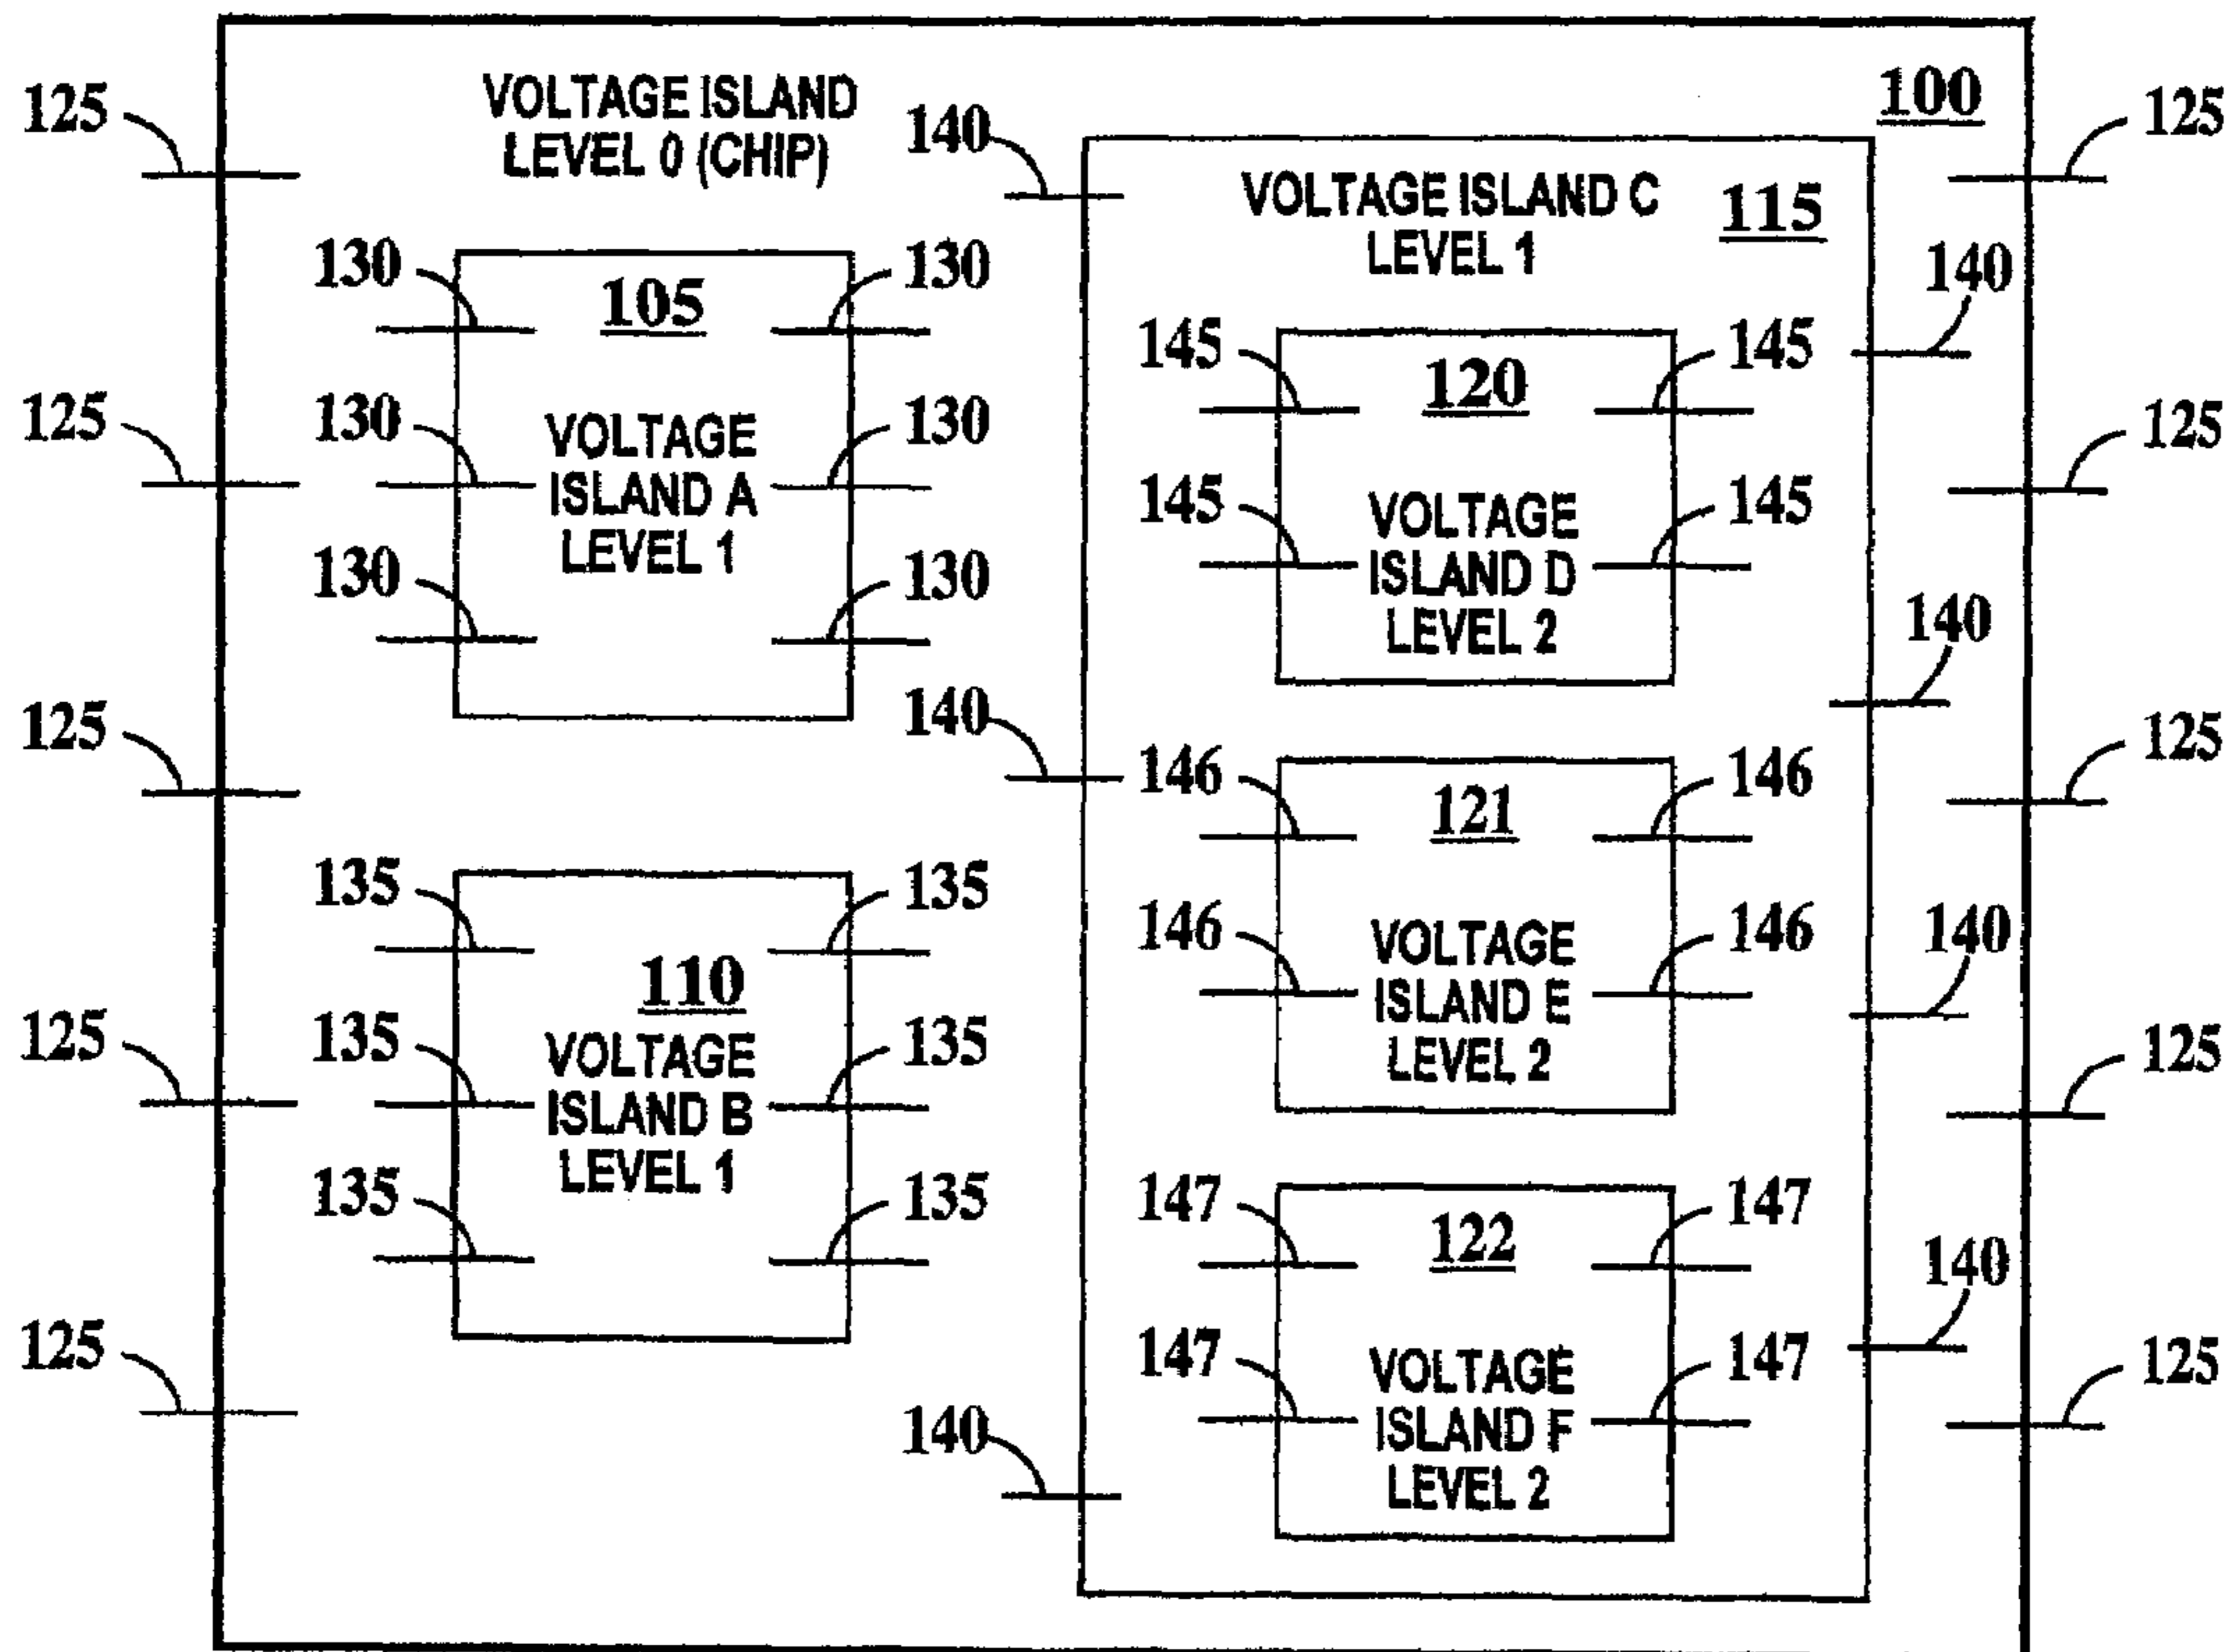 VOLTAGE ISLAND
LEVEL 0 (CHIP)
100
125
125
125
125
125
125
125
125
125
125
130
105
130
130
130
130
130
VOLTAGE
ISLAND A
LEVEL 1
135
135
110
135
135
135
135
VOLTAGE
ISLAND B
LEVEL 1
140
140
140
140
140
140
140
VOLTAGE ISLAND C
LEVEL 1
115
145
120
145
145
145
VOLTAGE
ISLAND D
LEVEL 2
146
121
146
146
146
VOLTAGE
ISLAND E
LEVEL 2
147
122
147
147
147
VOLTAGE
ISLAND F
LEVEL 2